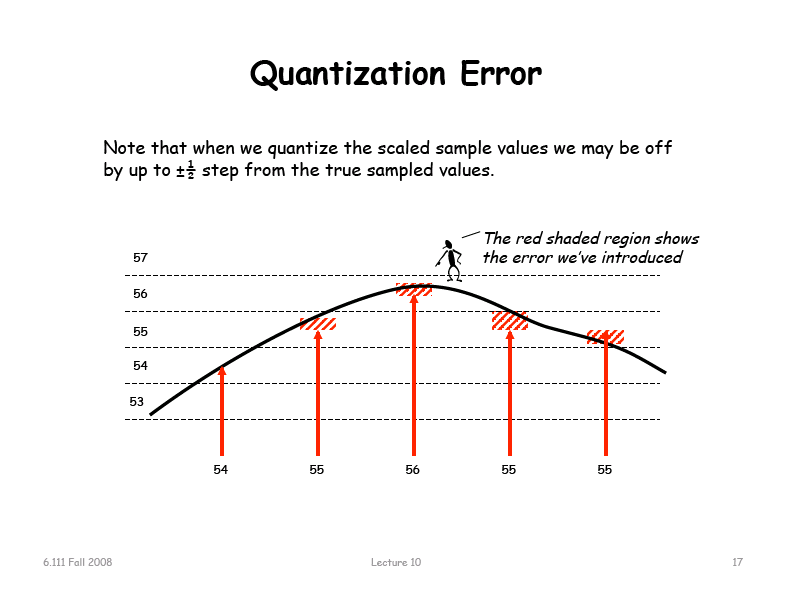 Quantization Error
Note that when we quantize the scaled sample values we may be off
by up to ±½ step from the true sampled values.
The red shaded region shows
the error we’ve introduced
57
56
55
54
53
54 55 56 55 55
6.111 Fall 2008 Lecture 10 17